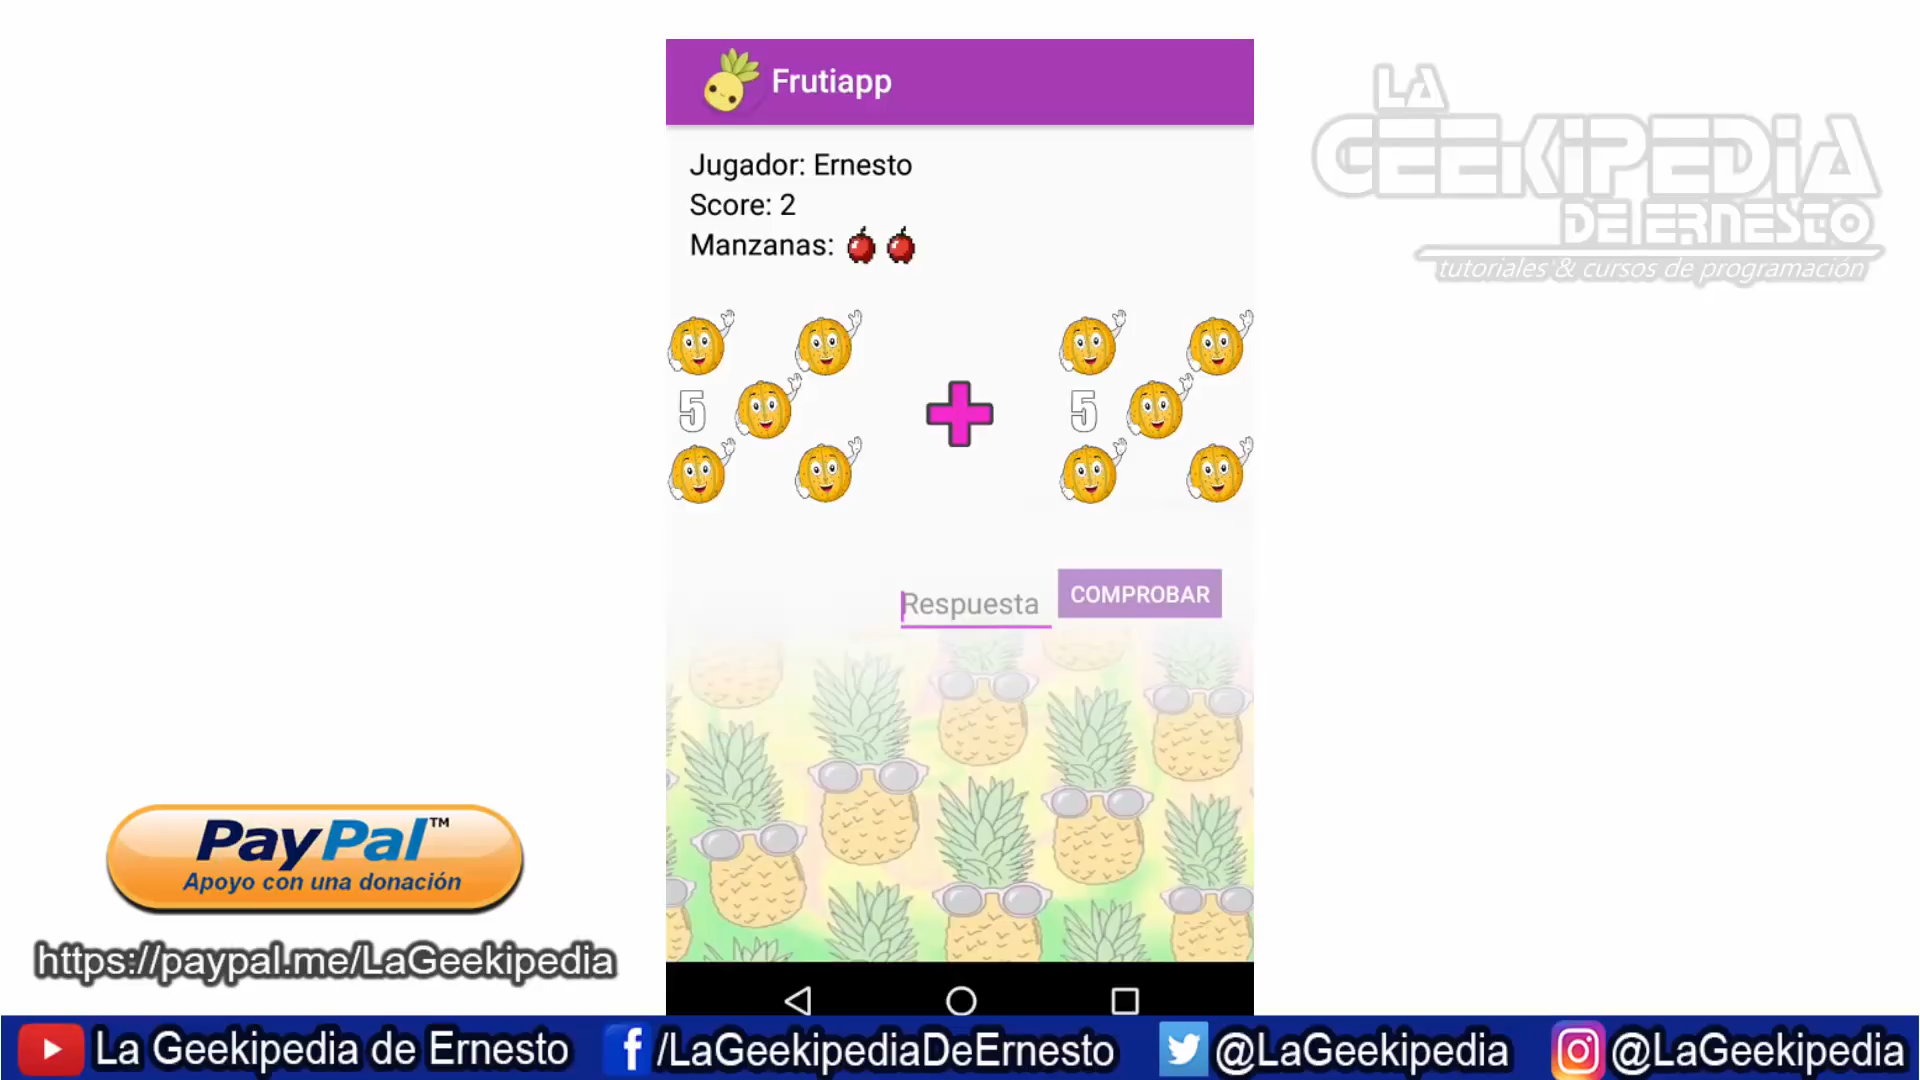 Frutiapp
Jugador: Ernesto
Score: 2
Manzanas:
5
5
Respuesta
COMPROBAR
LA
GEEKIPEDIA
DE ERNESTO
tutoriales & cursos de programación
PayPal™
Apoyo con una donación
https://paypal.me/LaGeekipedia
La Geekipedia de Ernesto
/LaGeekipediaDeErnesto
@LaGeekipedia
@LaGeekipedia